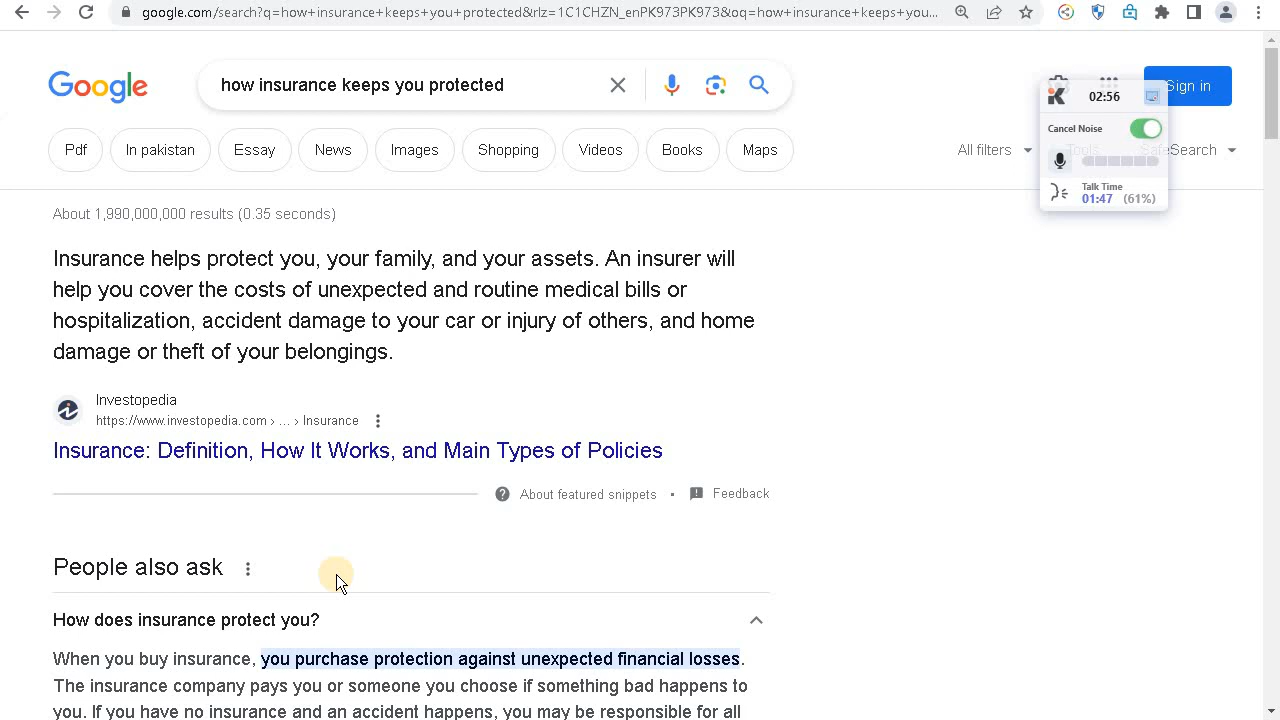 google.com/search?q=how+insurance+keeps+you+protected&rlz=1C1CHZN_enPK973PK973&oq=how+insurance+keeps+you...
Google
how insurance keeps you protected
Sign in
02:56
Cancel Noise
Talk Time
01:47 (61%)
Pdf
In pakistan
Essay
News
Images
Shopping
Videos
Books
Maps
All filters
Tools
SafeSearch
About 1,990,000,000 results (0.35 seconds)
Insurance helps protect you, your family, and your assets. An insurer will
help you cover the costs of unexpected and routine medical bills or
hospitalization, accident damage to your car or injury of others, and home
damage or theft of your belongings.
Investopedia
https://www.investopedia.com › ... › Insurance
Insurance: Definition, How It Works, and Main Types of Policies
About featured snippets • Feedback
People also ask
How does insurance protect you?
When you buy insurance, you purchase protection against unexpected financial losses.
The insurance company pays you or someone you choose if something bad happens to
you. If you have no insurance and an accident happens, you may be responsible for all